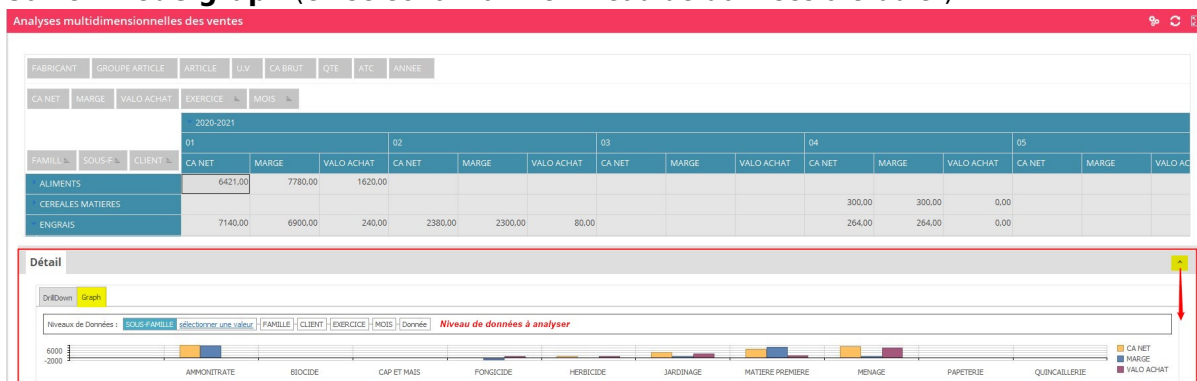 Analyses multidimensionnelles des ventes
FABRICANT GROUPE ARTICLE ARTICLE U.V CA BRUT QTE ATC ANNEE
CA NET MARGE VALO ACHAT EXERCICE MOIS
2020-2021
01 02 03 04 05
FAMILL SOUS-F CLIENT CA NET MARGE VALO ACHAT CA NET MARGE VALO ACHAT CA NET MARGE VALO ACHAT CA NET MARGE VALO ACHAT CA NET MARGE VALO AC
ALIMENTS 6421,00 7780,00 1620,00
CEREALES MATIERES 300,00 300,00 0,00
ENGRAIS 7140,00 6900,00 240,00 2380,00 2300,00 80,00 264,00 264,00 0,00
Détail
DrillDown Graph
Niveaux de Données : SOUS-FAMILLE sélectionner une valeur FAMILLE CLIENT EXERCICE MOIS Donnée Niveau de données à analyser
6000
-2000
CA NET
MARGE
VALO ACHAT
AMMONITRATE BIOCIDE CAP ET MAIS FONGICIDE HERBICIDE JARDINAGE MATIERE PREMIERE MENAGE PAPETERIE QUINCAILLERIE